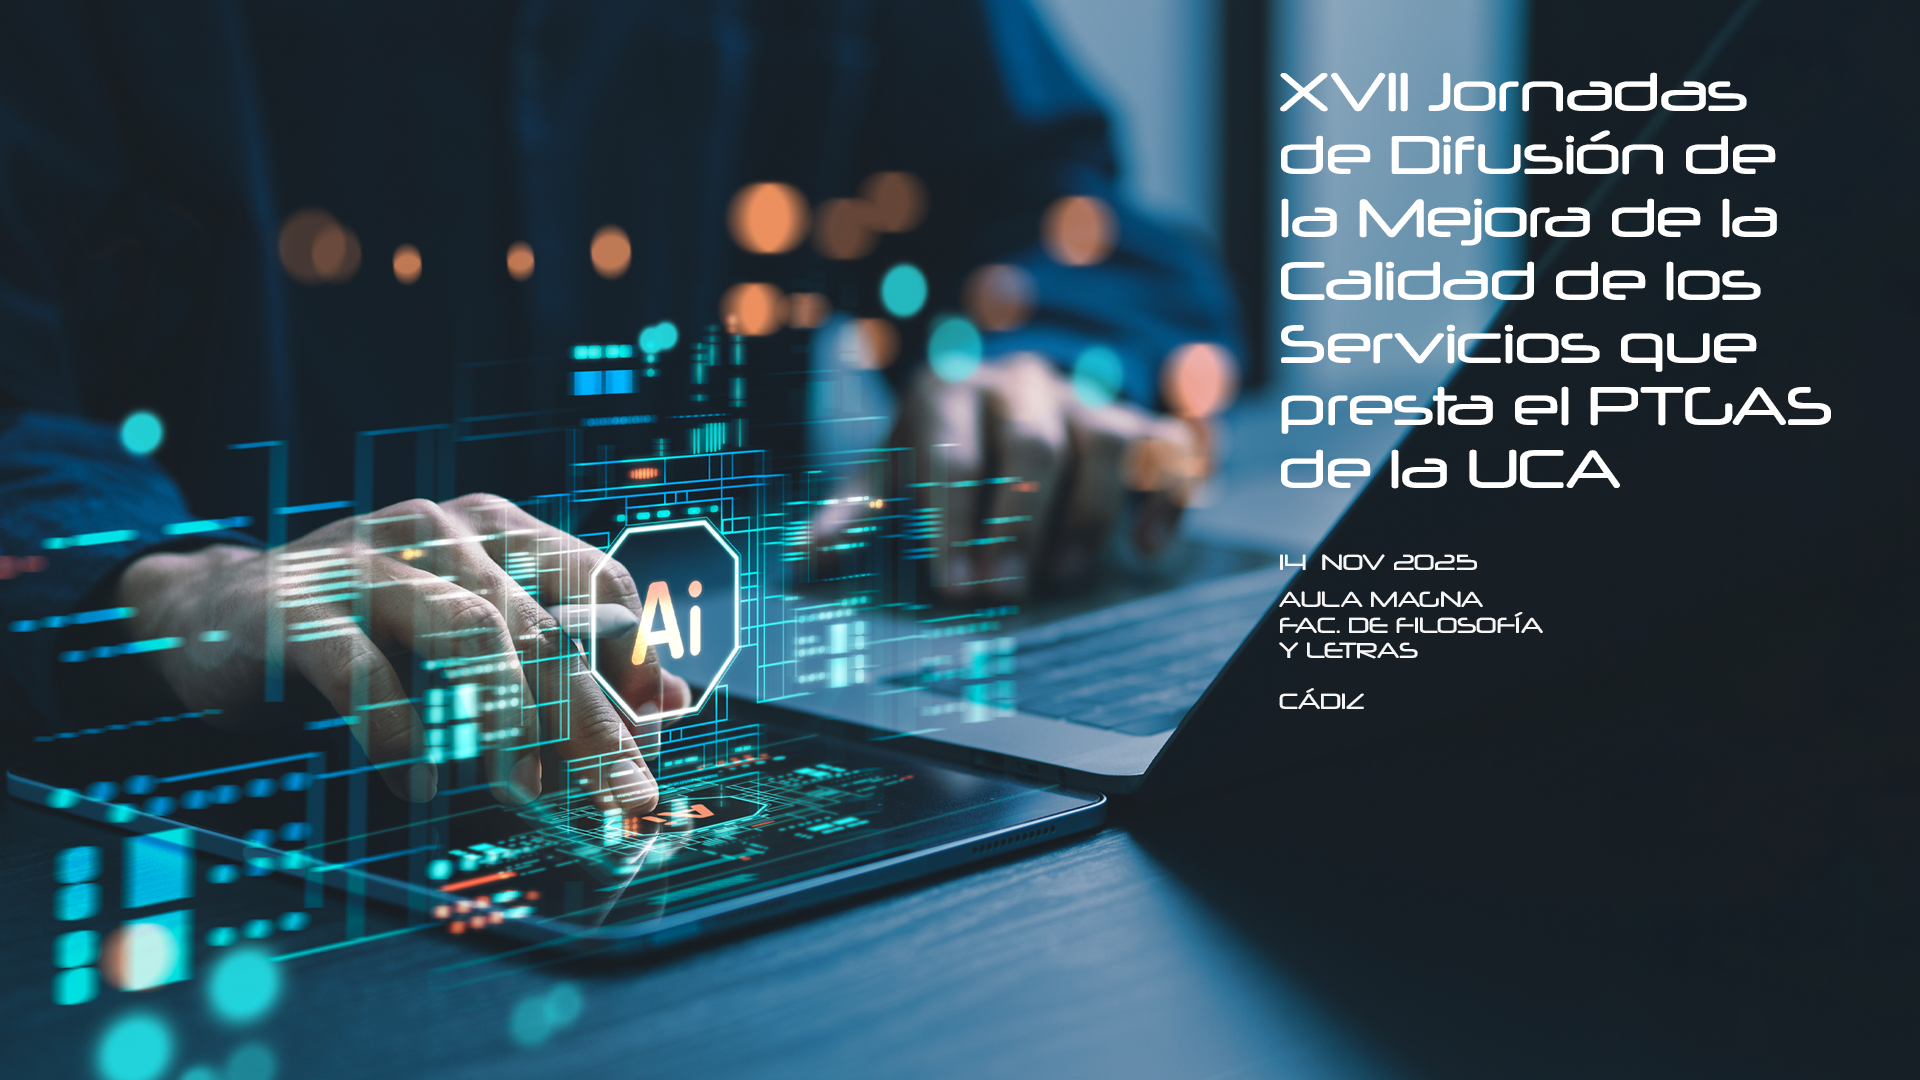 XVII Jornadas
de Difusión de
la Mejora de la
Calidad de los
Servicios que
presta el PTGAS
de la UCA
14 NOV 2025
AULA MAGNA
FAC. DE FILOSOFÍA
Y LETRAS
CÁDIZ
Ai
Ai